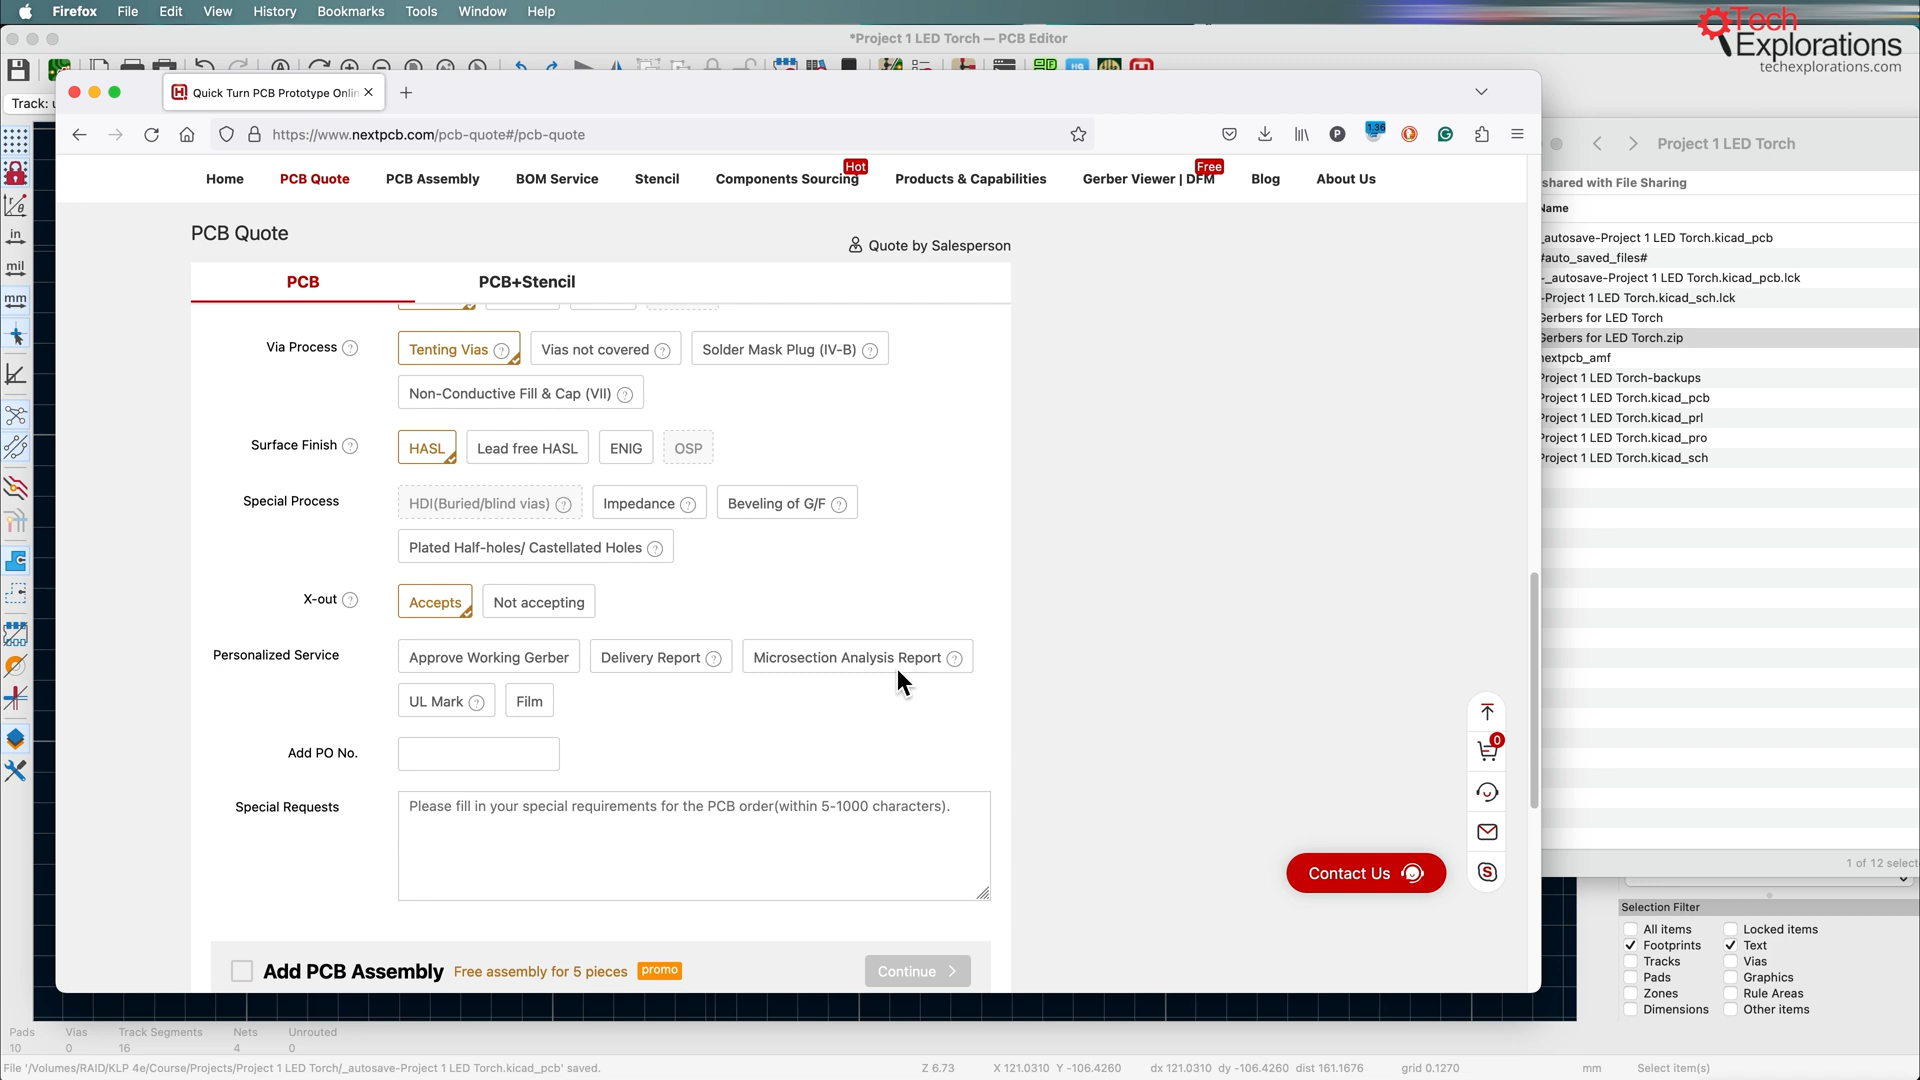 Firefox File Edit View History Bookmarks Tools Window Help
*Project 1 LED Torch — PCB Editor
Tech
Explorations
techexplorations.com
Track:
Quick Turn PCB Prototype Onlin
https://www.nextpcb.com/pcb-quote#/pcb-quote
1.36
Project 1 LED Torch
shared with File Sharing
Name
_autosave-Project 1 LED Torch.kicad_pcb
#auto_saved_files#
~_autosave-Project 1 LED Torch.kicad_pcb.lck
~Project 1 LED Torch.kicad_sch.lck
Gerbers for LED Torch
Gerbers for LED Torch.zip
nextpcb_amf
Project 1 LED Torch-backups
Project 1 LED Torch.kicad_pcb
Project 1 LED Torch.kicad_prl
Project 1 LED Torch.kicad_pro
Project 1 LED Torch.kicad_sch
1 of 12 select
Hot
Free
Home PCB Quote PCB Assembly BOM Service Stencil Components Sourcing Products & Capabilities Gerber Viewer | DFM Blog About Us
PCB Quote
Quote by Salesperson
PCB PCB+Stencil
Via Process Tenting Vias Vias not covered Solder Mask Plug (IV-B)
Non-Conductive Fill & Cap (VII)
Surface Finish HASL Lead free HASL ENIG OSP
Special Process HDI(Buried/blind vias) Impedance Beveling of G/F
Plated Half-holes/ Castellated Holes
X-out Accepts Not accepting
Personalized Service Approve Working Gerber Delivery Report Microsection Analysis Report
UL Mark Film
Add PO No.
Special Requests Please fill in your special requirements for the PCB order(within 5-1000 characters).
Add PCB Assembly Free assembly for 5 pieces promo Continue
0
Contact Us
in
mil
mm
Selection Filter
All items Locked items
Footprints Text
Tracks Vias
Pads Graphics
Zones Rule Areas
Dimensions Other items
Pads Vias Track Segments Nets Unrouted
10 0 16 4 0
File '/Volumes/RAID/KLP 4e/Course/Projects/Project 1 LED Torch/_autosave-Project 1 LED Torch.kicad_pcb' saved. Z 6.73 X 121.0310 Y -106.4260 dx 121.0310 dy -106.4260 dist 161.1676 grid 0.1270 mm Select item(s)